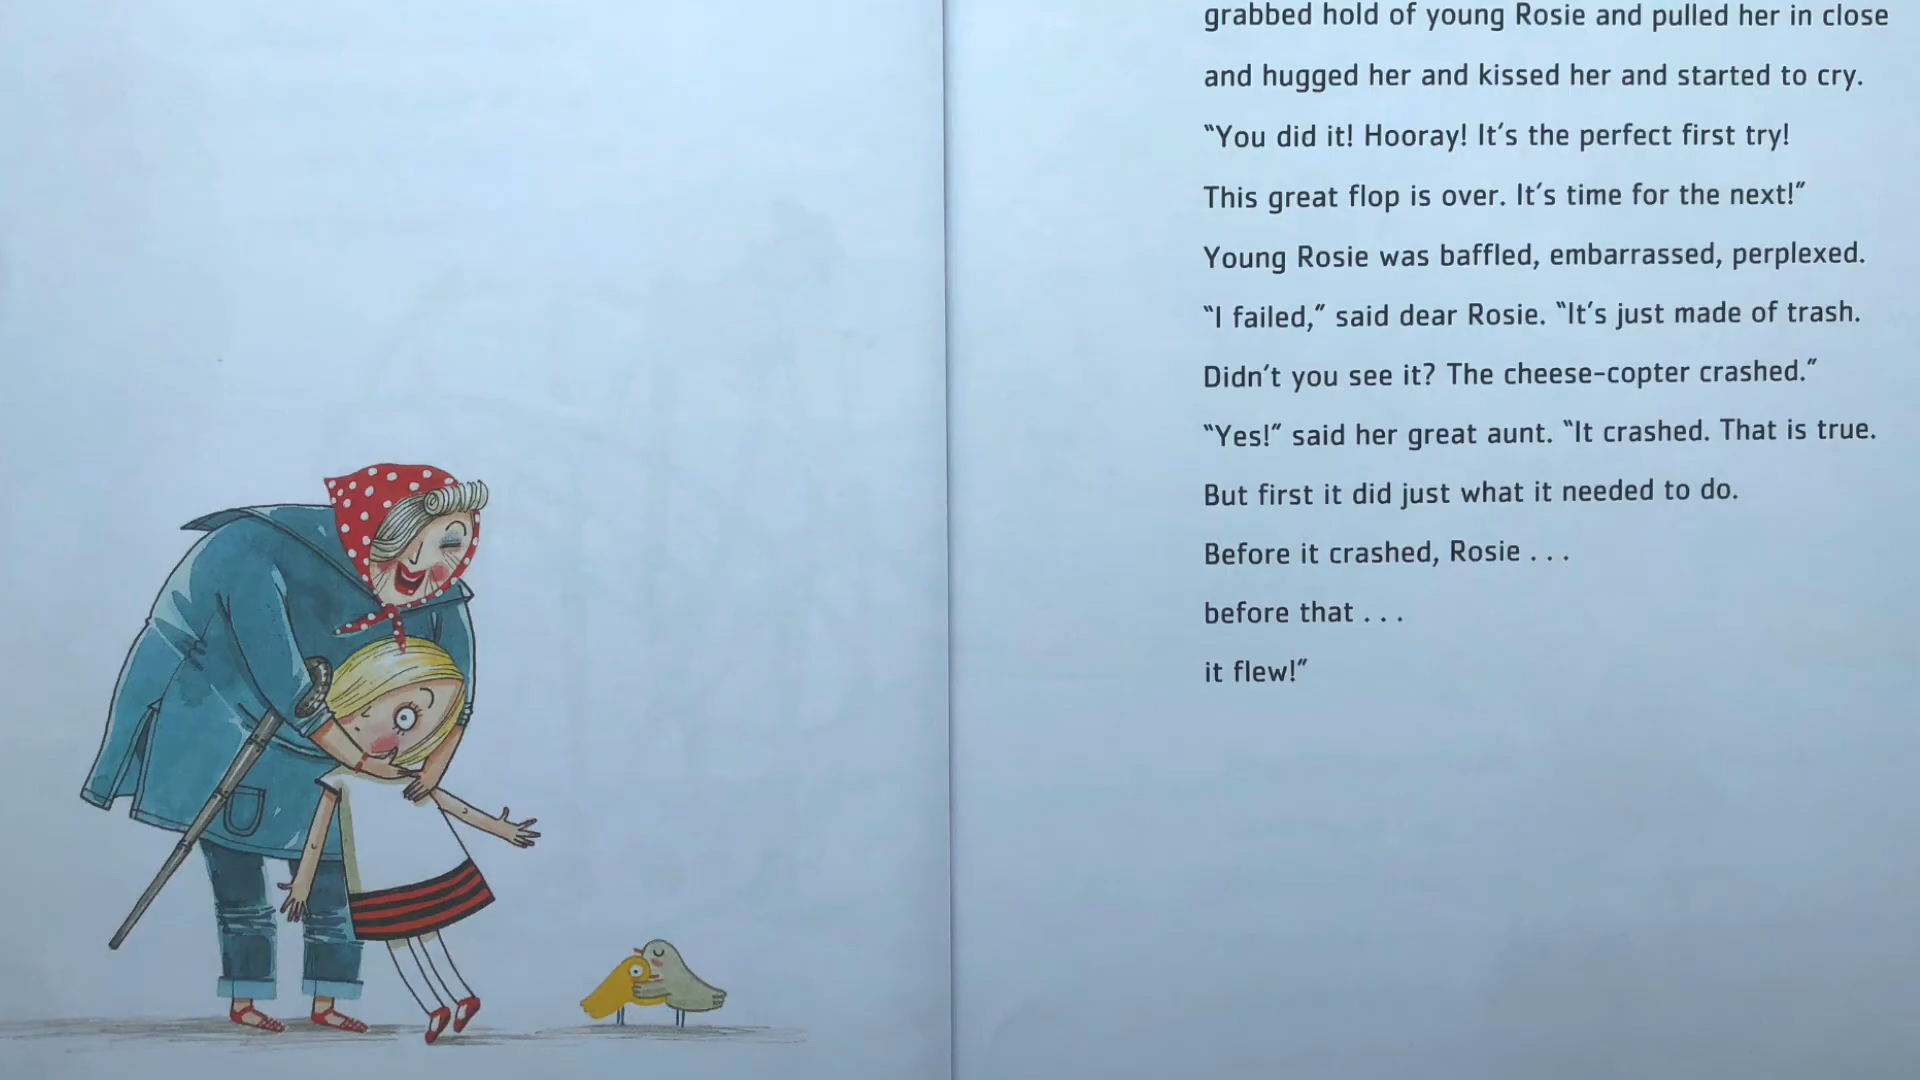 grabbed hold of young Rosie and pulled her in close
and hugged her and kissed her and started to cry.
“You did it! Hooray! It’s the perfect first try!
This great flop is over. It’s time for the next!”
Young Rosie was baffled, embarrassed, perplexed.
“I failed,” said dear Rosie. “It’s just made of trash.
Didn’t you see it? The cheese-copter crashed.”
“Yes!” said her great aunt. “It crashed. That is true.
But first it did just what it needed to do.
Before it crashed, Rosie . . .
before that . . .
it flew!”